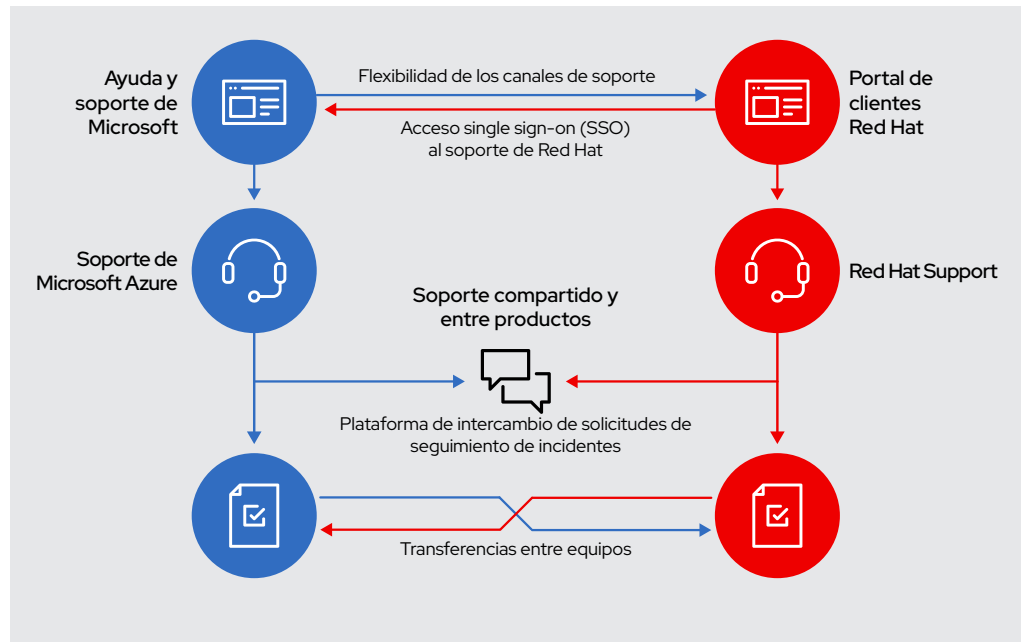 Ayuda y
soporte de
Microsoft
Flexibilidad de los canales de soporte
Acceso single sign-on (SSO)
al soporte de Red Hat
Portal de
clientes
Red Hat
Soporte de
Microsoft Azure
Red Hat Support
Soporte compartido y
entre productos
Plataforma de intercambio de solicitudes de
seguimiento de incidentes
Transferencias entre equipos